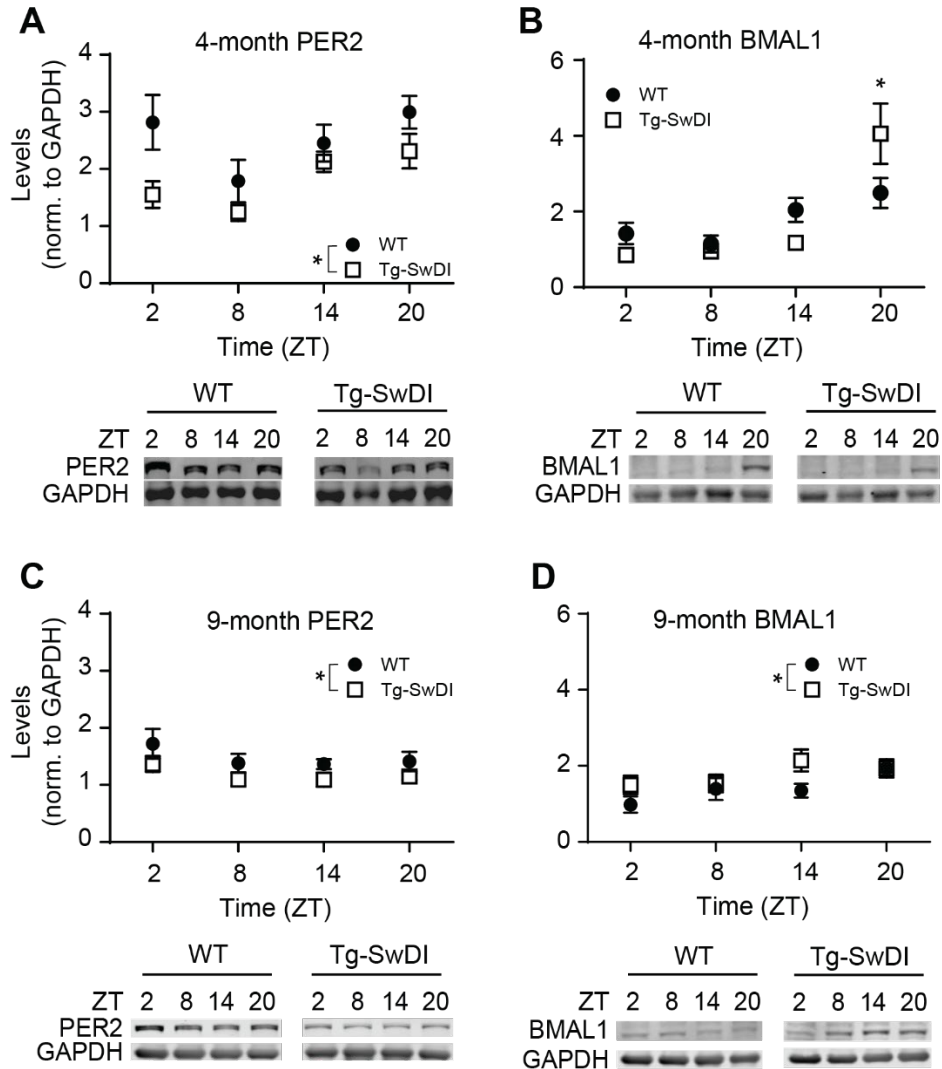 A
4-month PER2
4
3
2
1
0
Levels
(norm. to GAPDH)
* WT
Tg-SwDI
2 8 14 20
Time (ZT)
WT Tg-SwDI
ZT 2 8 14 20 2 8 14 20
PER2
GAPDH
B
4-month BMAL1
6
4
2
0
WT
Tg-SwDI
*
2 8 14 20
Time (ZT)
WT Tg-SwDI
ZT 2 8 14 20 2 8 14 20
BMAL1
GAPDH
C
9-month PER2
4
3
2
1
0
Levels
(norm. to GAPDH)
* WT
Tg-SwDI
2 8 14 20
Time (ZT)
WT Tg-SwDI
ZT 2 8 14 20 2 8 14 20
PER2
GAPDH
D
9-month BMAL1
6
4
2
0
* WT
Tg-SwDI
2 8 14 20
Time (ZT)
WT Tg-SwDI
ZT 2 8 14 20 2 8 14 20
BMAL1
GAPDH